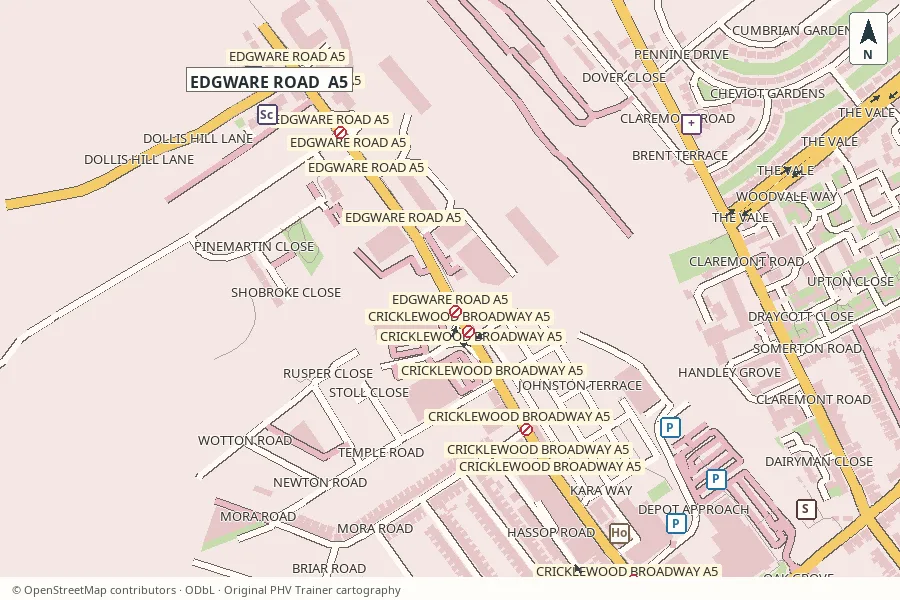 CUMBRIAN GARDEN
N
EDGWARE ROAD A5
PENNINE DRIVE
DOVER CLOSE
EDGWARE ROAD A5
A5
CHEVIOT GARDENS
Sc
EDGWARE ROAD A5
CLAREMO
ROAD
+
THE VALE
DOLLIS HILL LANE
EDGWARE ROAD A5
THE VALE
DOLLIS HILL LANE
BRENT TERRACE
EDGWARE ROAD A5
THE VALE
WOODVALE WAY
EDGWARE ROAD A5
THE VALE
PINEMARTIN CLOSE
CLAREMONT ROAD
UPTON CLOSE
SHOBROKE CLOSE
EDGWARE ROAD A5
CRICKLEWOOD BROADWAY A5
DRAYCOTT CLOSE
CRICKLEWOOD BROADWAY A5
SOMERTON ROAD
CRICKLEWOOD BROADWAY A5
RUSPER CLOSE
HANDLEY GROVE
JOHNSTON TERRACE
STOLL CLOSE
CLAREMONT ROAD
CRICKLEWOOD BROADWAY A5
P
WOTTON ROAD
CRICKLEWOOD BROADWAY A5
TEMPLE ROAD
DAIRYMAN CLOSE
CRICKLEWOOD BROADWAY A5
P
NEWTON ROAD
KARA WAY
DEPOT APPROACH
S
MORA ROAD
MORA ROAD
P
HASSOP ROAD
Ho
BRIAR ROAD
CRICKLEWOOD BROADWAY A5
OAK GROVE
© OpenStreetMap contributors · ODbL · Original PHV Trainer cartography